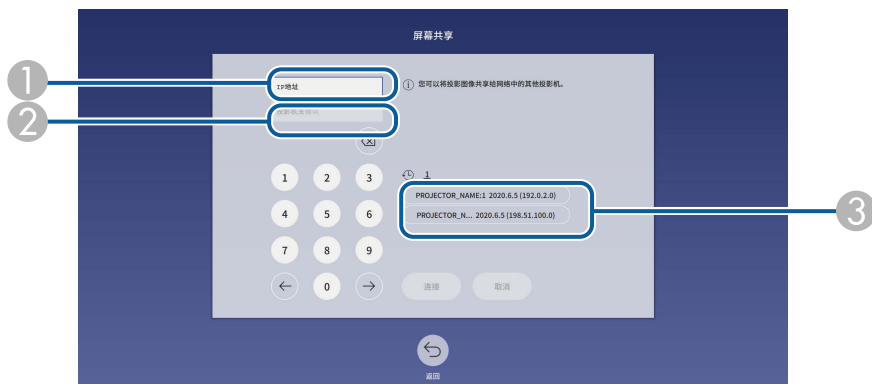 屏幕共享
1
IP地址
您可以将投影图像共享给网络中的其他投影机。
2
投影机关键词
1
PROJECTOR_NAME:1 2020.6.5 (192.0.2.0)
PROJECTOR_N... 2020.6.5 (198.51.100.0)
3
1 2 3
4 5 6
7 8 9
0
连接 取消
返回